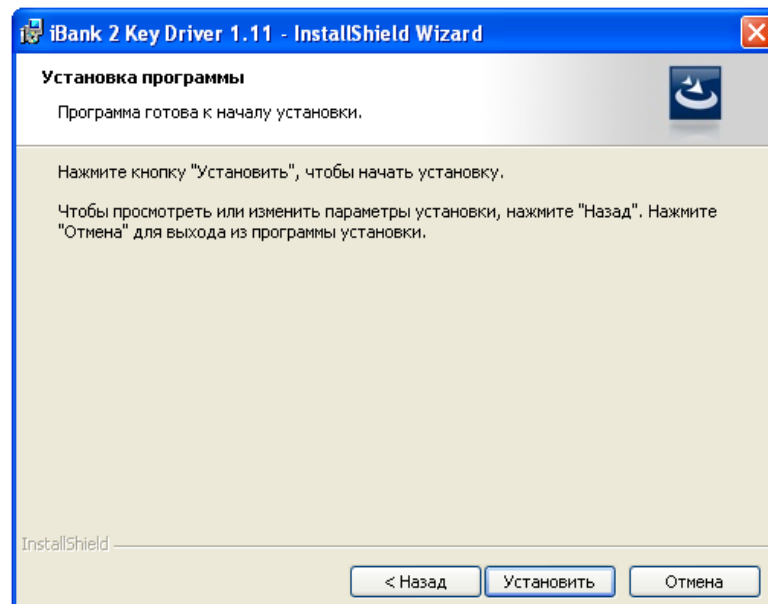 iBank 2 Key Driver 1.11 - InstallShield Wizard
Установка программы
Программа готова к началу установки.
Нажмите кнопку "Установить", чтобы начать установку.
Чтобы просмотреть или изменить параметры установки, нажмите "Назад". Нажмите
"Отмена" для выхода из программы установки.
InstallShield
< Назад
Установить
Отмена